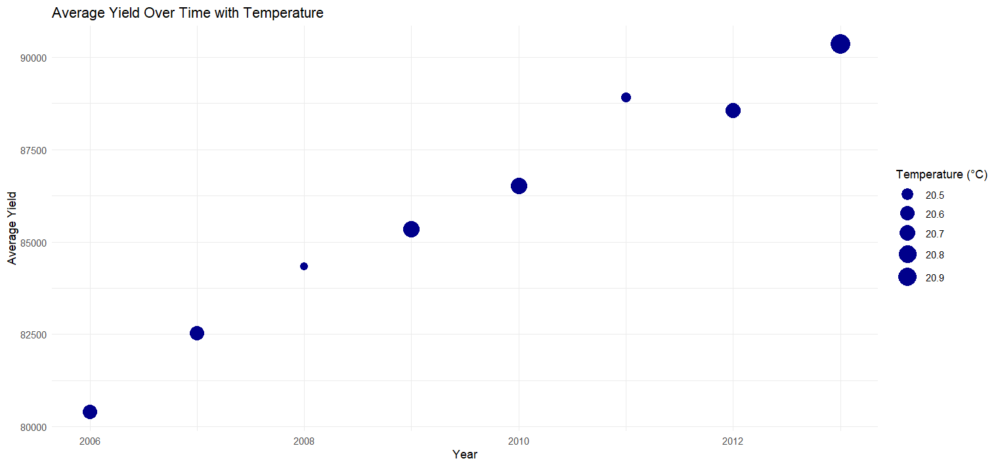 Average Yield Over Time with Temperature
90000
87500
85000
82500
80000
Average Yield
2006 2008 2010 2012
Year
Temperature (°C)
20.5
20.6
20.7
20.8
20.9